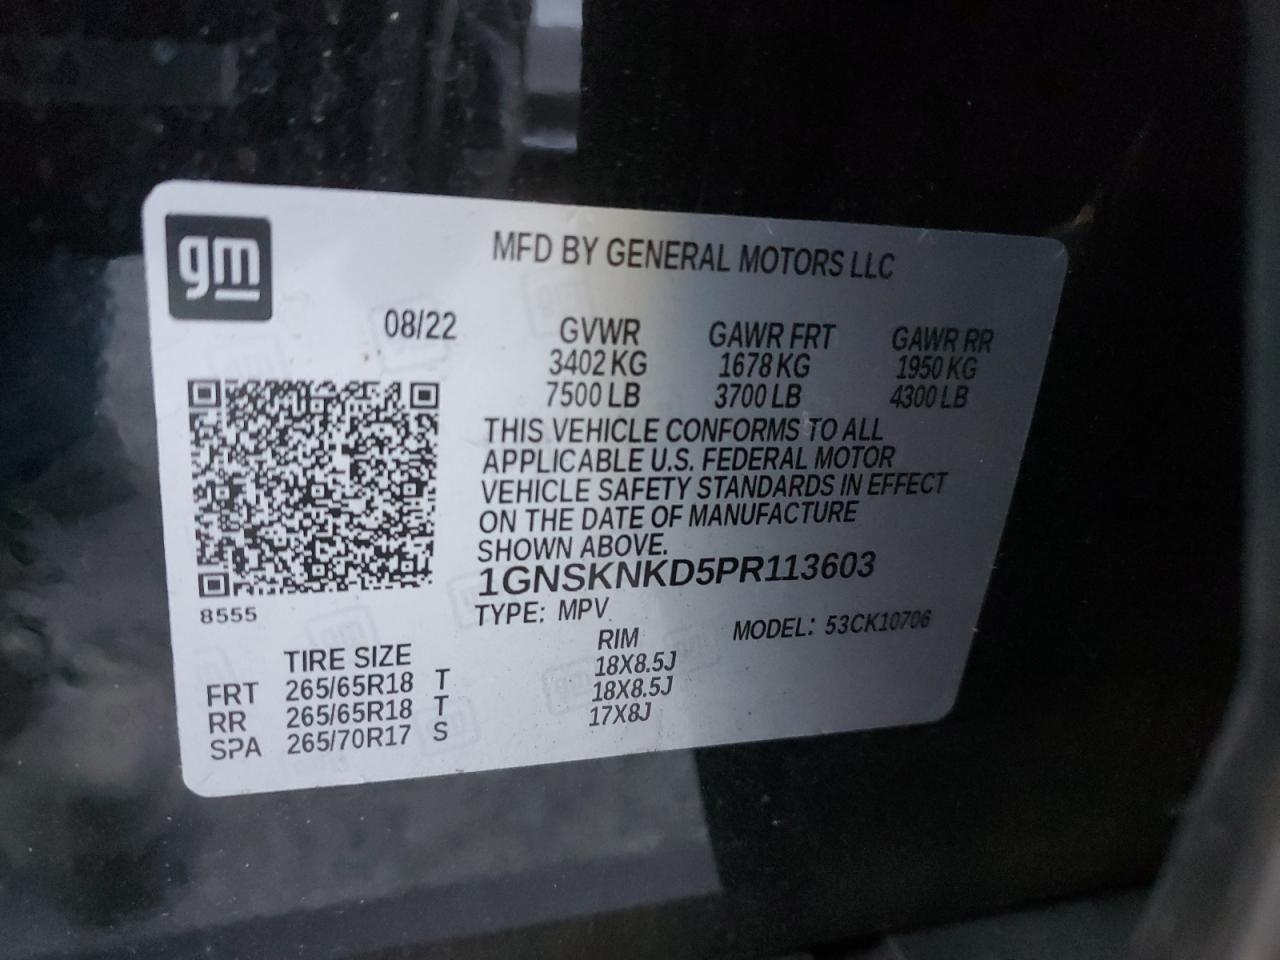 gm
MFD BY GENERAL MOTORS LLC
08/22 GVWR GAWR FRT GAWR RR
3402 KG 1678 KG 1950 KG
7500 LB 3700 LB 4300 LB
THIS VEHICLE CONFORMS TO ALL
APPLICABLE U.S. FEDERAL MOTOR
VEHICLE SAFETY STANDARDS IN EFFECT
ON THE DATE OF MANUFACTURE
SHOWN ABOVE.
1GNSKNKD5PR113603
8555
TYPE: MPV MODEL: 53CK10706
TIRE SIZE RIM
FRT 265/65R18 T 18X8.5J
RR 265/65R18 T 18X8.5J
SPA 265/70R17 S 17X8J